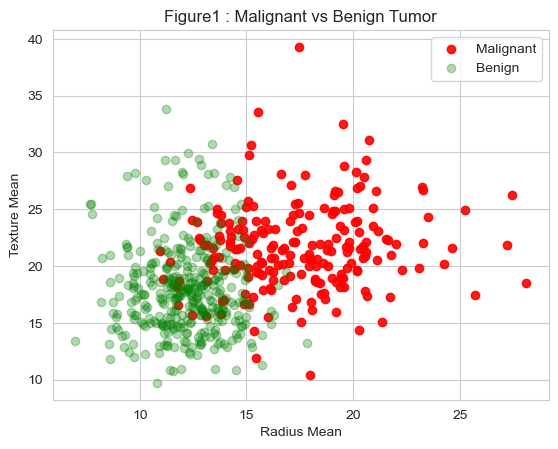 Figure1 : Malignant vs Benign Tumor
Malignant
Benign
Texture Mean
40
35
30
25
20
15
10
10 15 20 25
Radius Mean